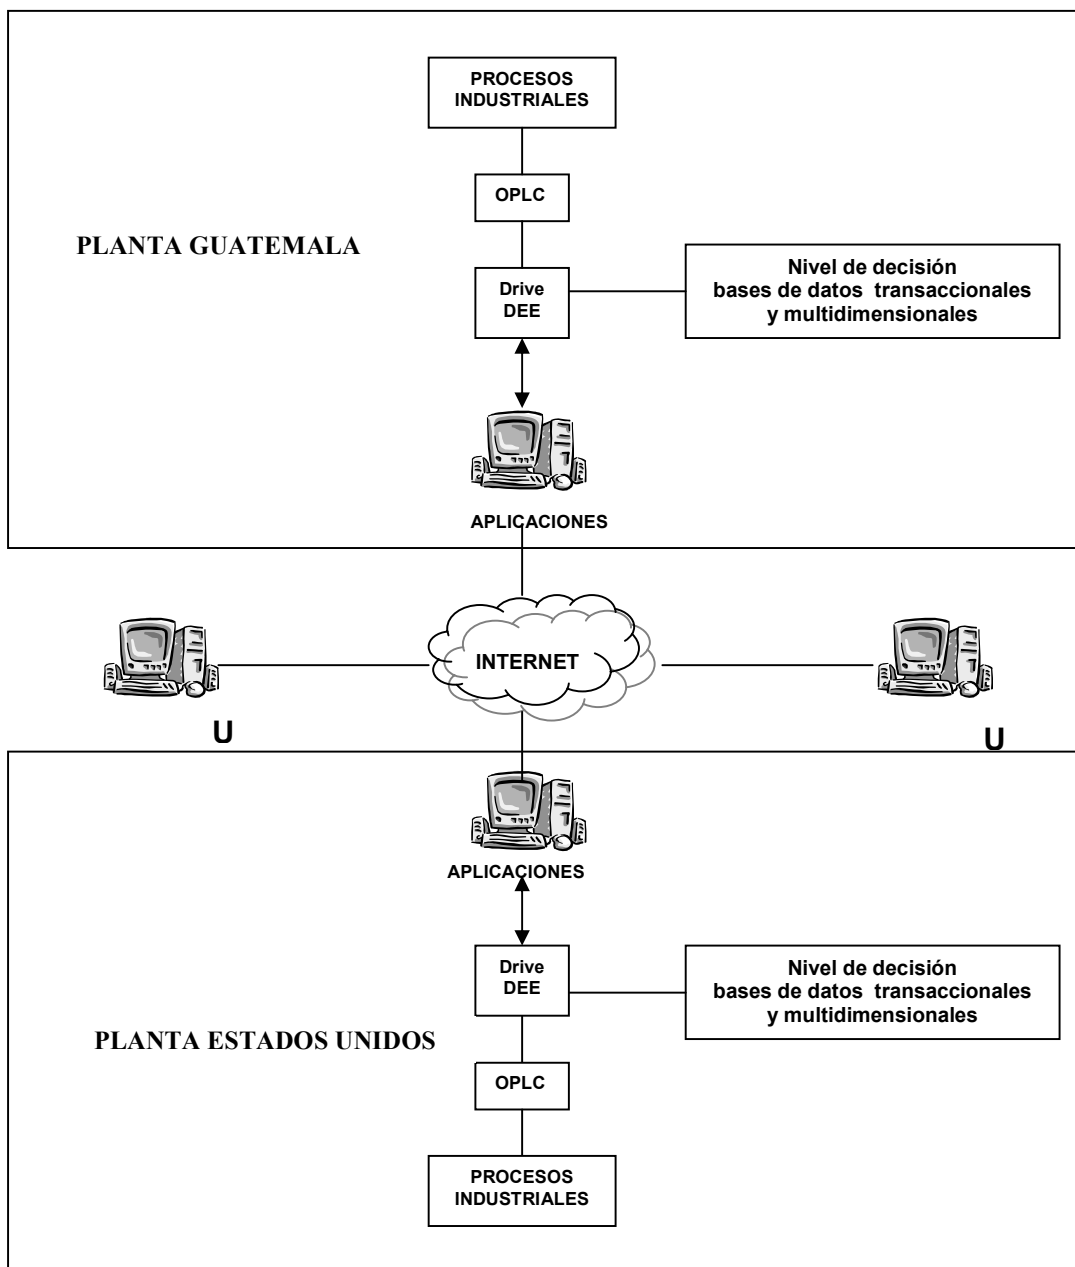 PROCESOS
INDUSTRIALES
OPLC
PLANTA GUATEMALA
Drive
DEE
Nivel de decisión
bases de datos transaccionales
y multidimensionales
APLICACIONES
INTERNET
U
U
APLICACIONES
Drive
DEE
Nivel de decisión
bases de datos transaccionales
y multidimensionales
PLANTA ESTADOS UNIDOS
OPLC
PROCESOS
INDUSTRIALES